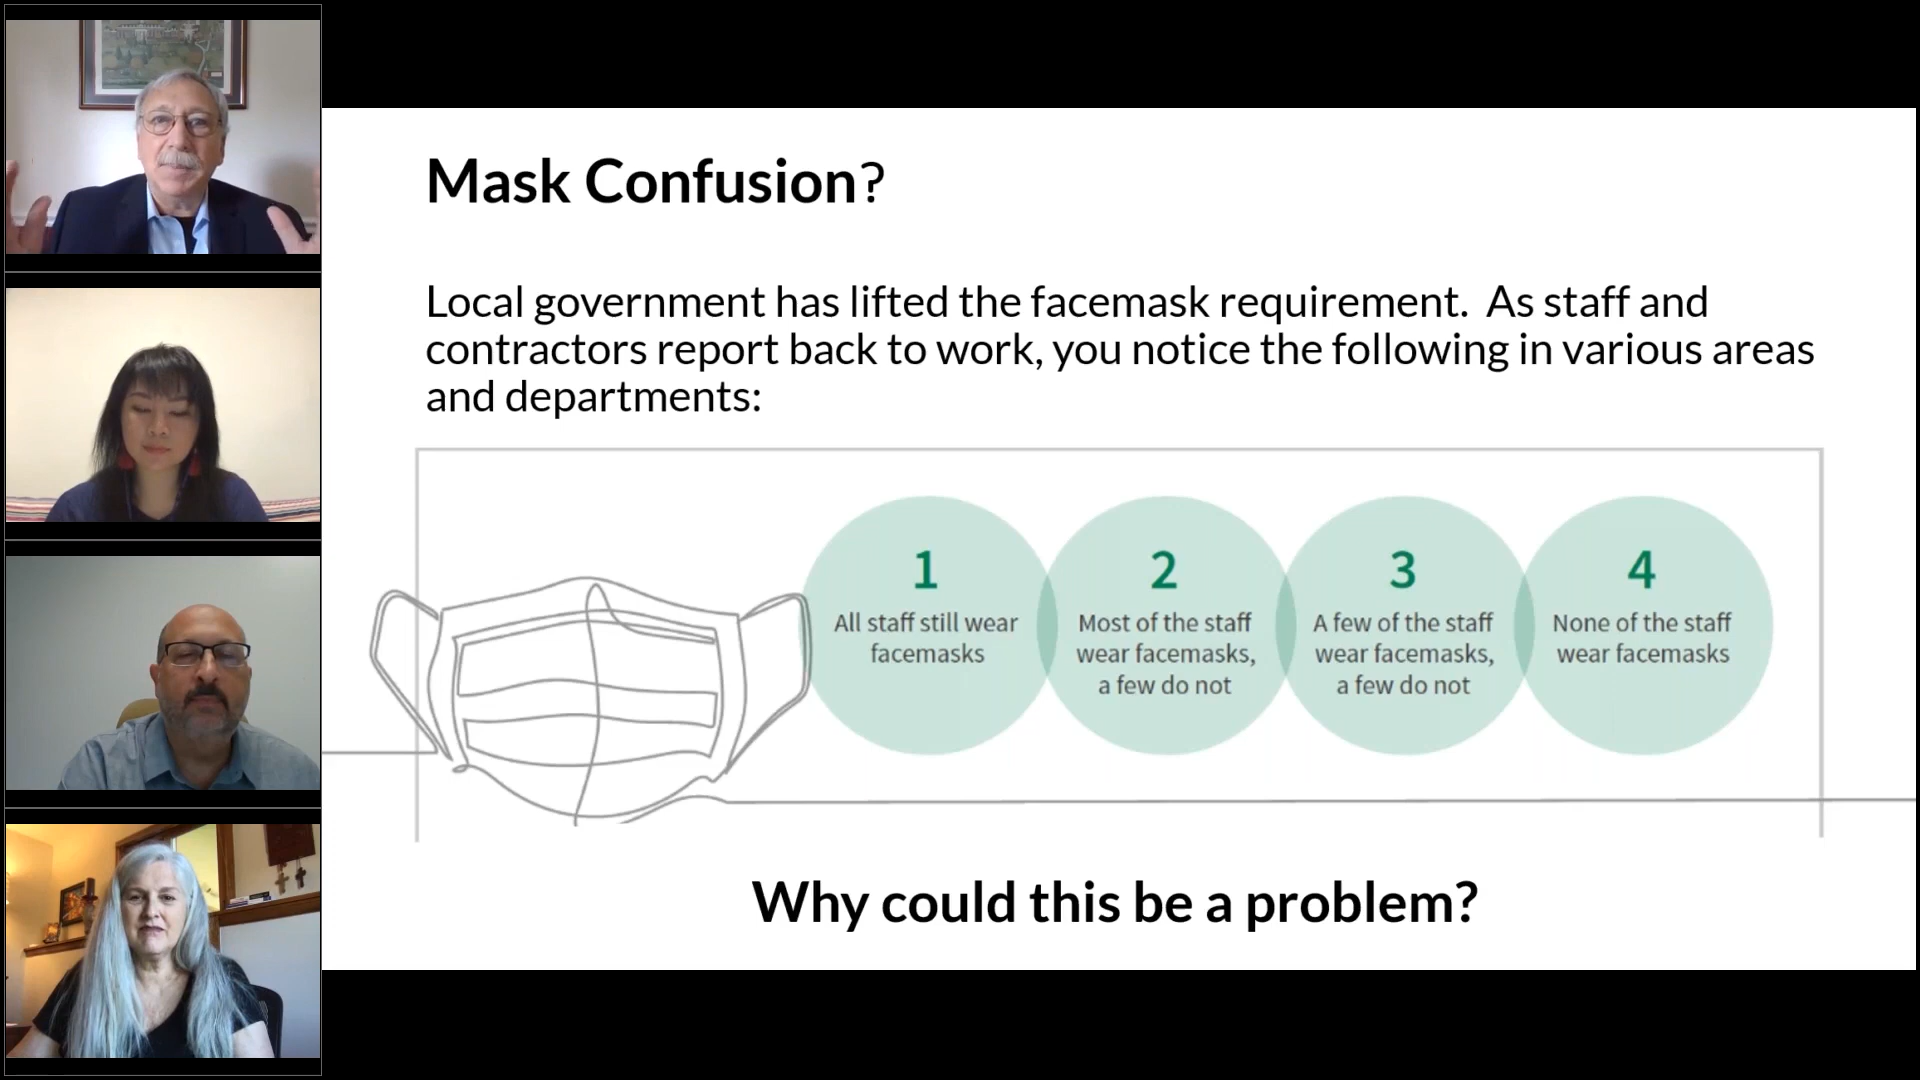 Mask Confusion?
Local government has lifted the facemask requirement.  As staff and
contractors report back to work, you notice the following in various areas
and departments:
1
All staff still wear
facemasks
2
Most of the staff
wear facemasks,
a few do not
3
A few of the staff
wear facemasks,
a few do not
4
None of the staff
wear facemasks
Why could this be a problem?